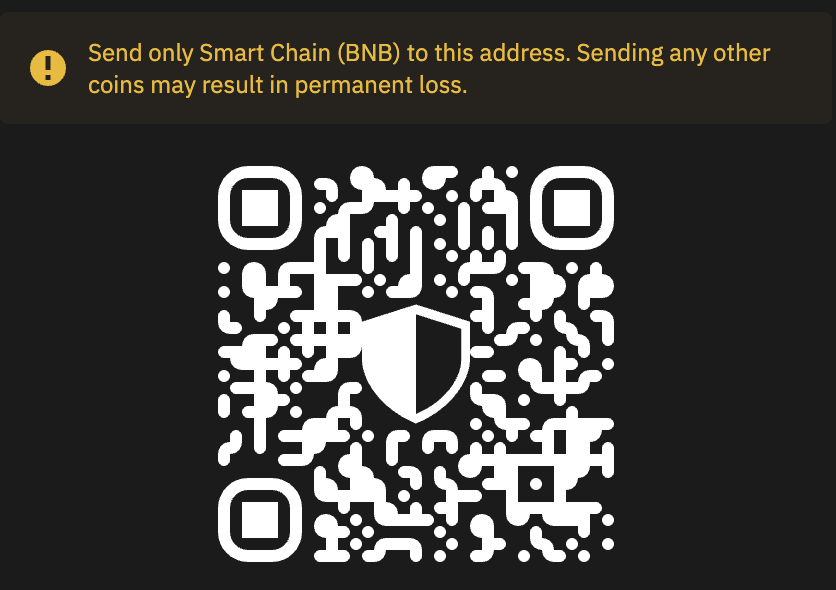 Send only Smart Chain (BNB) to this address. Sending any other
coins may result in permanent loss.